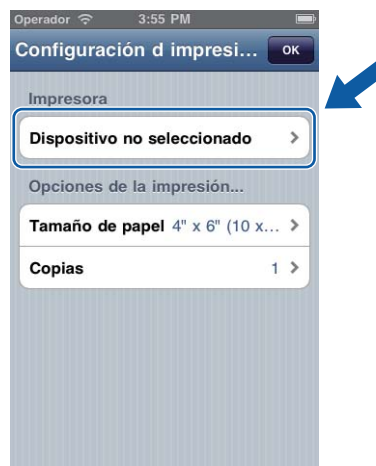 Operador 3:55 PM
Configuración d impresi... OK
Impresora
Dispositivo no seleccionado
Opciones de la impresión...
Tamaño de papel 4" x 6" (10 x...
Copias 1